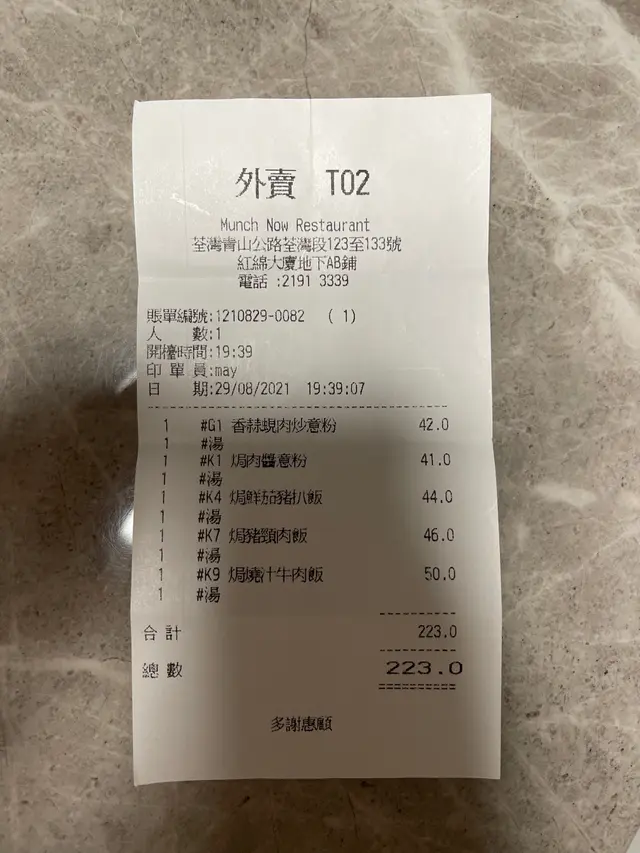 外賣 T02
Munch Now Restaurant
荃灣青山公路荃灣段123至133號
紅綿大廈地下AB鋪
電話 :2191 3339
賬單編號:1210829-0082 (1)
人 數:1
開檯時間:19:39
印 單 員:may
日 期:29/08/2021 19:39:07
1 #G1 香蒜蜆肉炒意粉 42.0
1 #湯
1 #K1 焗肉醬意粉 41.0
1 #湯
1 #K4 焗鮮茄豬扒飯 44.0
1 #湯
1 #K7 焗豬頸肉飯 46.0
1 #湯
1 #K9 焗燒汁牛肉飯 50.0
1 #湯
合 計 223.0
總 數 223.0
多謝惠顧